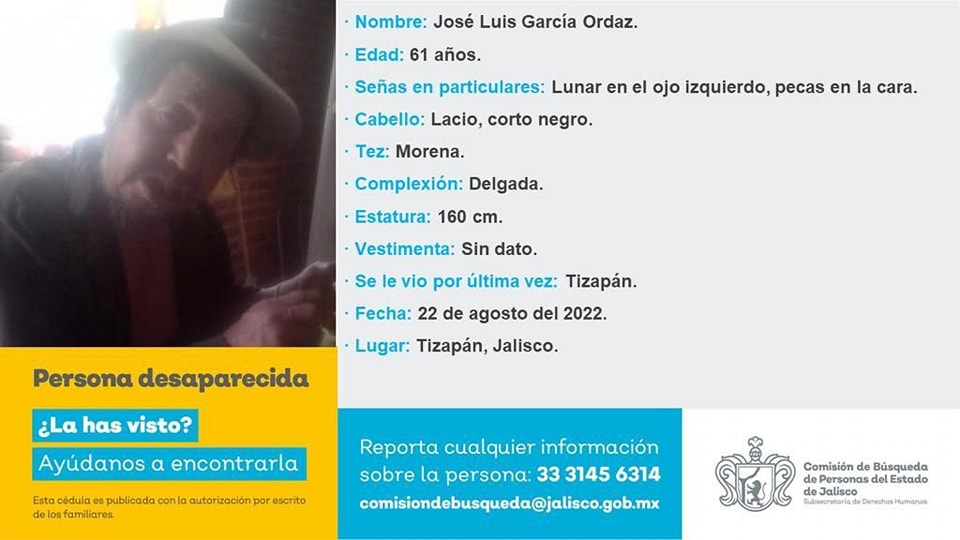 · Nombre: José Luis García Ordaz.
· Edad: 61 años.
· Señas en particulares: Lunar en el ojo izquierdo, pecas en la cara.
· Cabello: Lacio, corto negro.
· Tez: Morena.
· Complexión: Delgada.
· Estatura: 160 cm.
· Vestimenta: Sin dato.
· Se le vio por última vez: Tizapán.
· Fecha: 22 de agosto del 2022.
· Lugar: Tizapán, Jalisco.
Persona desaparecida
¿La has visto?
Ayúdanos a encontrarla
Esta cédula es publicada con la autorización por escrito
de los familiares.
Reporta cualquier información
sobre la persona: 33 3145 6314
comisiondebusqueda@jalisco.gob.mx
Comisión de Búsqueda
de Personas del Estado
de Jalisco
Subsecretaría de Derechos Humanos